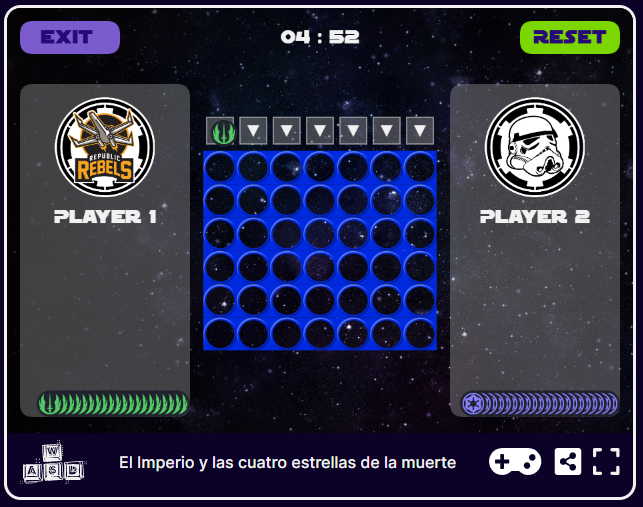 EXIT
04 : 52
RESET
REPUBLIC
REBELS
PLAYER 1
PLAYER 2
W
A S D
El Imperio y las cuatro estrellas de la muerte